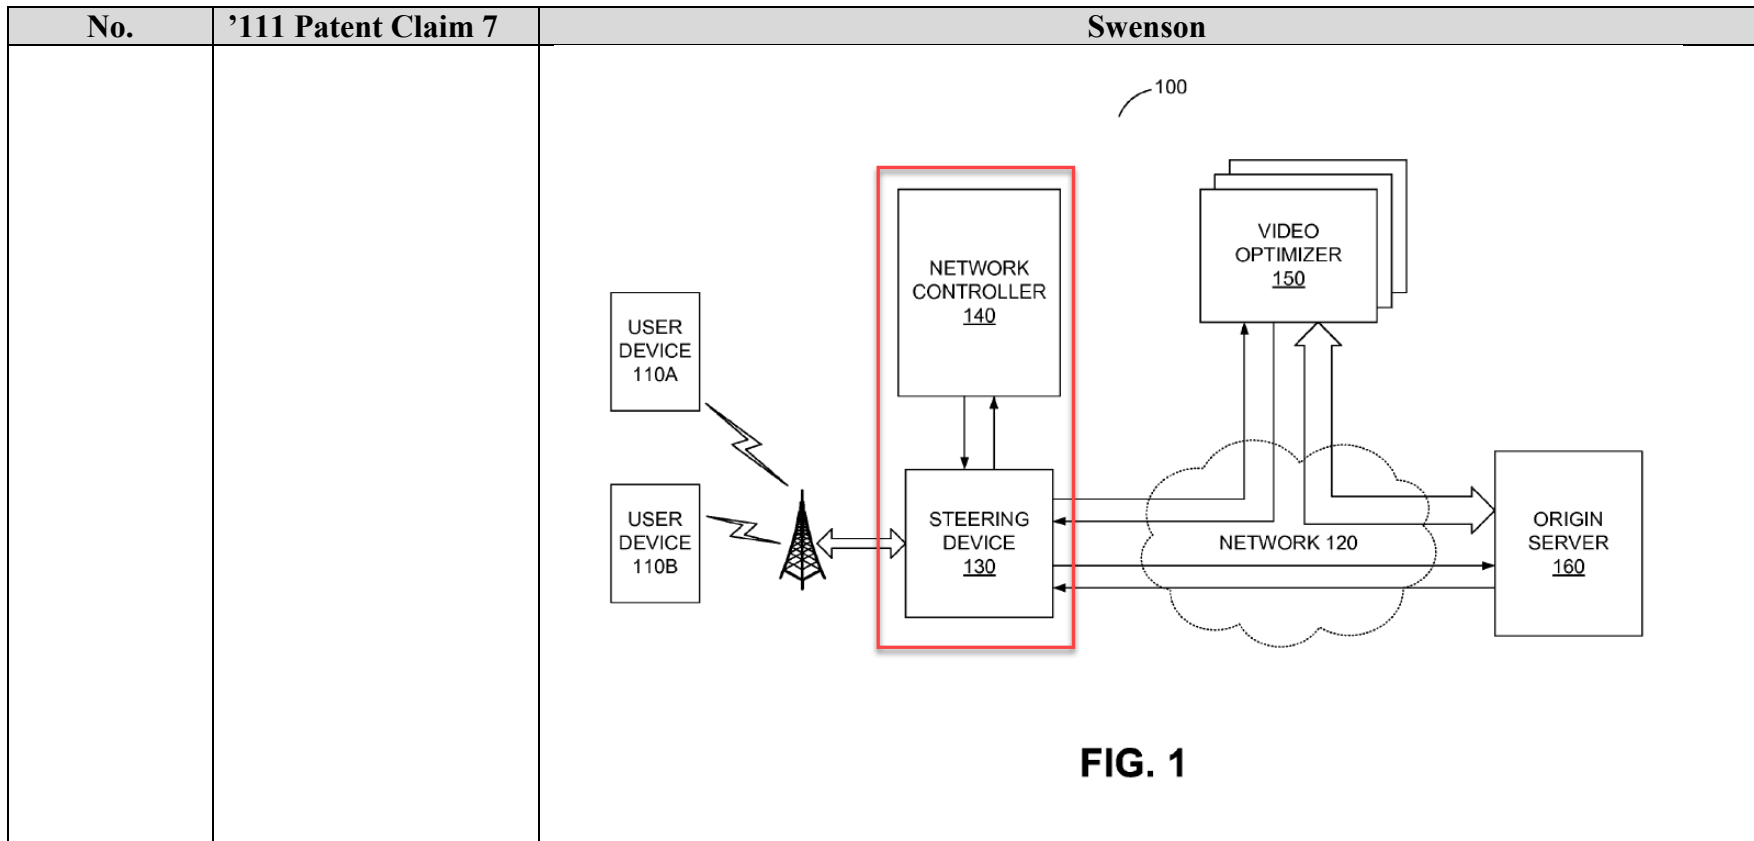 No.
’111 Patent Claim 7
Swenson
100
NETWORK
CONTROLLER
140
VIDEO
OPTIMIZER
150
USER
DEVICE
110A
USER
DEVICE
110B
STEERING
DEVICE
130
NETWORK 120
ORIGIN
SERVER
160
FIG. 1